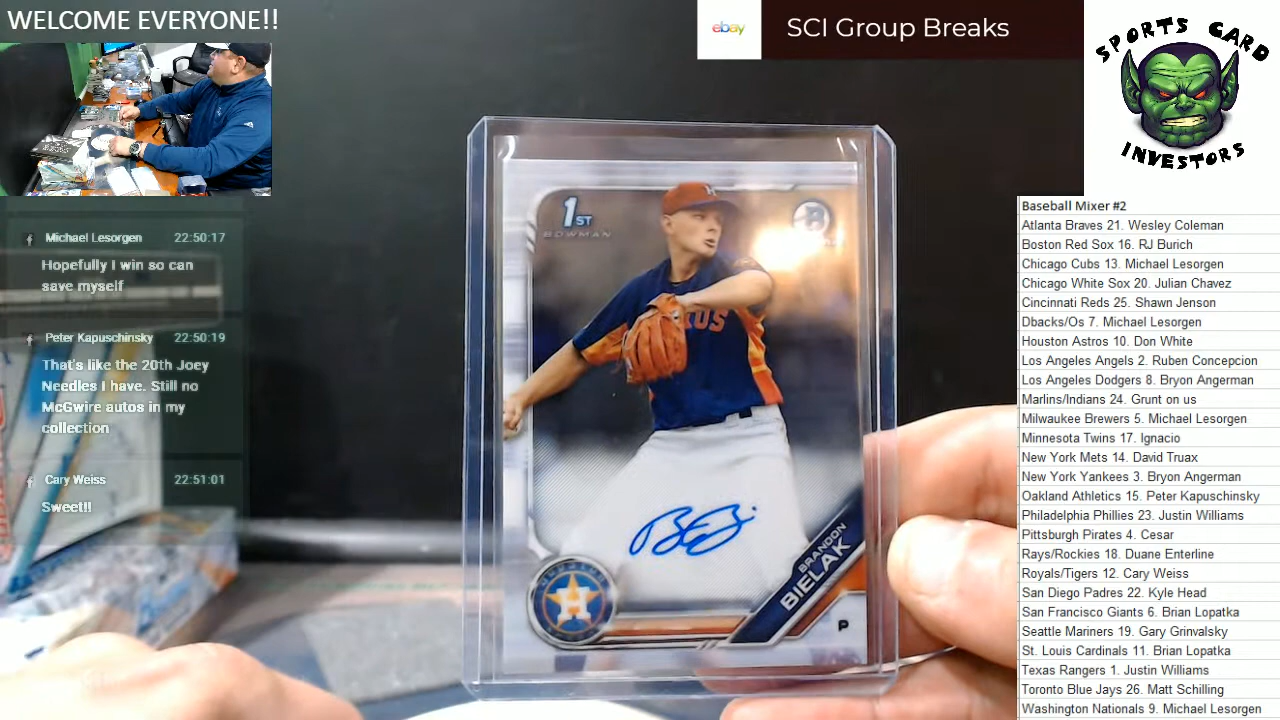 WELCOME EVERYONE!!
ebay
SCI Group Breaks
SPORTS CARD
INVESTORS
Michael Lesorgen 22:50:17
Hopefully I win so can
save myself
Peter Kapuschinsky 22:50:19
That's like the 20th Joey
Needles I have. Still no
McGwire autos in my
collection
Cary Weiss 22:51:01
Sweet!!
1ST
BOWMAN
BRANDON
BIELAK
P
Baseball Mixer #2
Atlanta Braves 21. Wesley Coleman
Boston Red Sox 16. RJ Burich
Chicago Cubs 13. Michael Lesorgen
Chicago White Sox 20. Julian Chavez
Cincinnati Reds 25. Shawn Jenson
Dbacks/Os 7. Michael Lesorgen
Houston Astros 10. Don White
Los Angeles Angels 2. Ruben Concepcion
Los Angeles Dodgers 8. Bryon Angerman
Marlins/Indians 24. Grunt on us
Milwaukee Brewers 5. Michael Lesorgen
Minnesota Twins 17. Ignacio
New York Mets 14. David Truax
New York Yankees 3. Bryon Angerman
Oakland Athletics 15. Peter Kapuschinsky
Philadelphia Phillies 23. Justin Williams
Pittsburgh Pirates 4. Cesar
Rays/Rockies 18. Duane Enterline
Royals/Tigers 12. Cary Weiss
San Diego Padres 22. Kyle Head
San Francisco Giants 6. Brian Lopatka
Seattle Mariners 19. Gary Grinvalsky
St. Louis Cardinals 11. Brian Lopatka
Texas Rangers 1. Justin Williams
Toronto Blue Jays 26. Matt Schilling
Washington Nationals 9. Michael Lesorgen